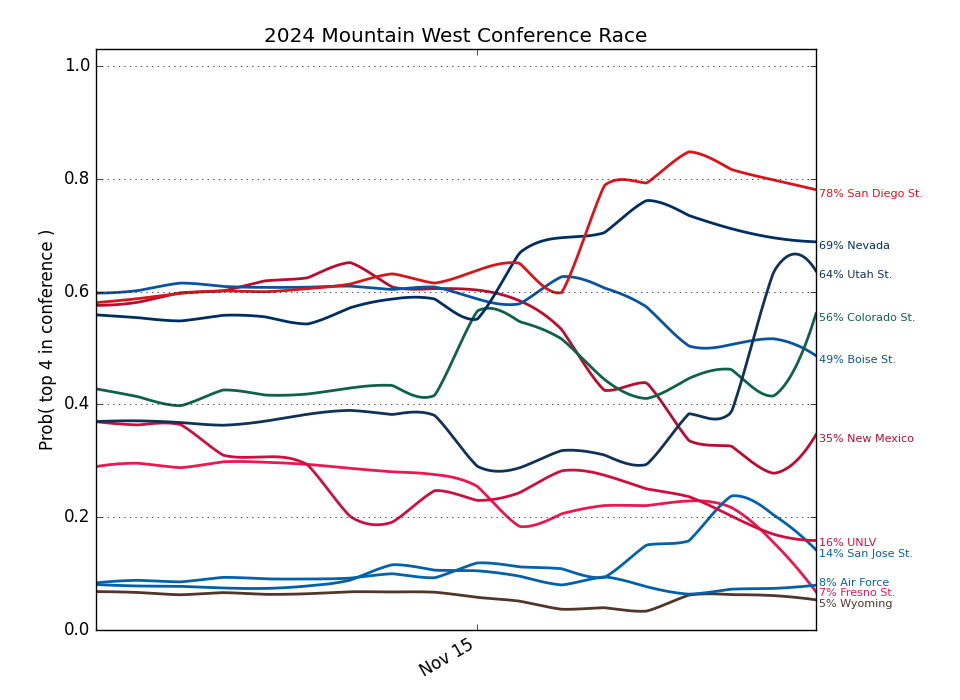 2024 Mountain West Conference Race
Prob( top 4 in conference )
1.0
0.8
0.6
0.4
0.2
0.0
Nov 15
78% San Diego St.
69% Nevada
64% Utah St.
56% Colorado St.
49% Boise St.
35% New Mexico
16% UNLV
14% San Jose St.
8% Air Force
7% Fresno St.
5% Wyoming